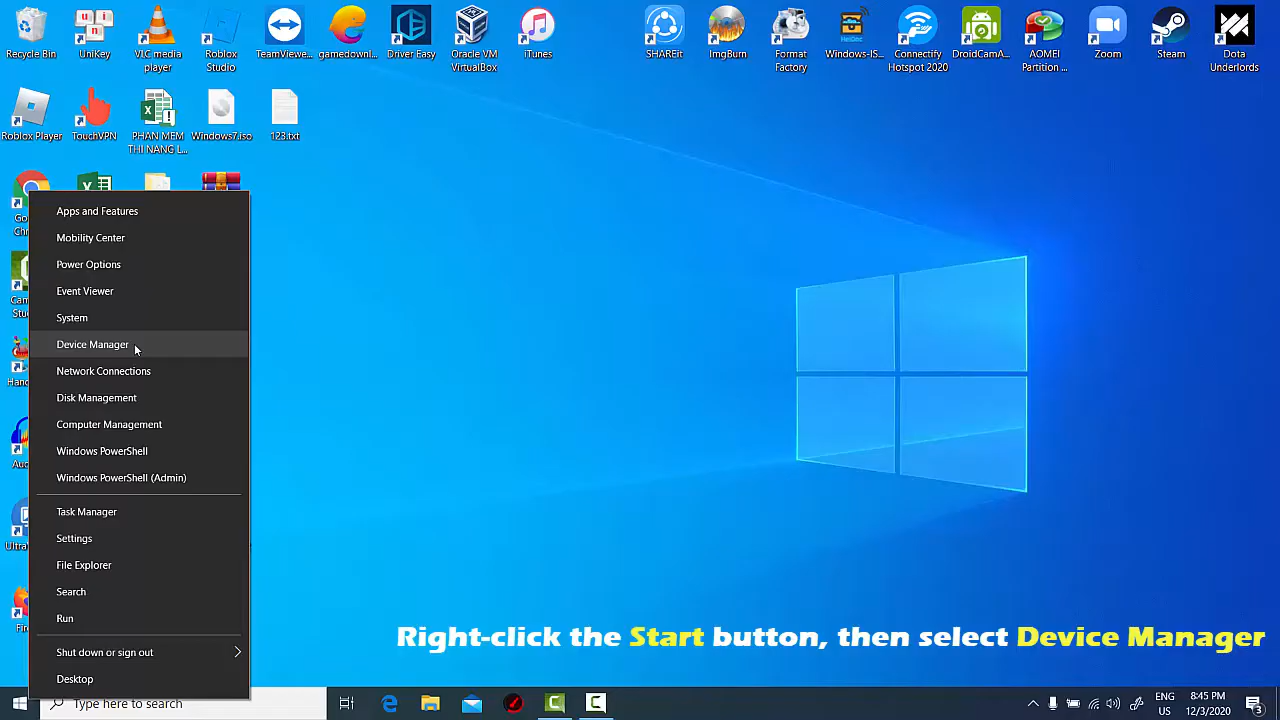 Recycle Bin
UniKey
VLC media player
Roblox Studio
TeamViewe...
gamedownl...
Driver Easy
Oracle VM VirtualBox
iTunes
SHAREit
ImgBurn
Format Factory
Windows-IS...
Connectify Hotspot 2020
DroidCamA...
AOMEI Partition ...
Zoom
Steam
Dota Underlords
Roblox Player
TouchVPN
PHAN MEM THI NANG L...
Windows7.iso
123.txt
Apps and Features
Mobility Center
Power Options
Event Viewer
System
Device Manager
Network Connections
Disk Management
Computer Management
Windows PowerShell
Windows PowerShell (Admin)
Task Manager
Settings
File Explorer
Search
Run
Shut down or sign out
Desktop
Right-click the Start button, then select Device Manager
Type here to search
ENG
US
8:45 PM
12/3/2020
3